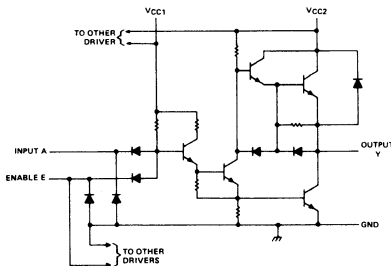 VCC1
VCC2
TO OTHER
DRIVER
INPUT A
ENABLE E
OUTPUT
Y
GND
TO OTHER
DRIVERS